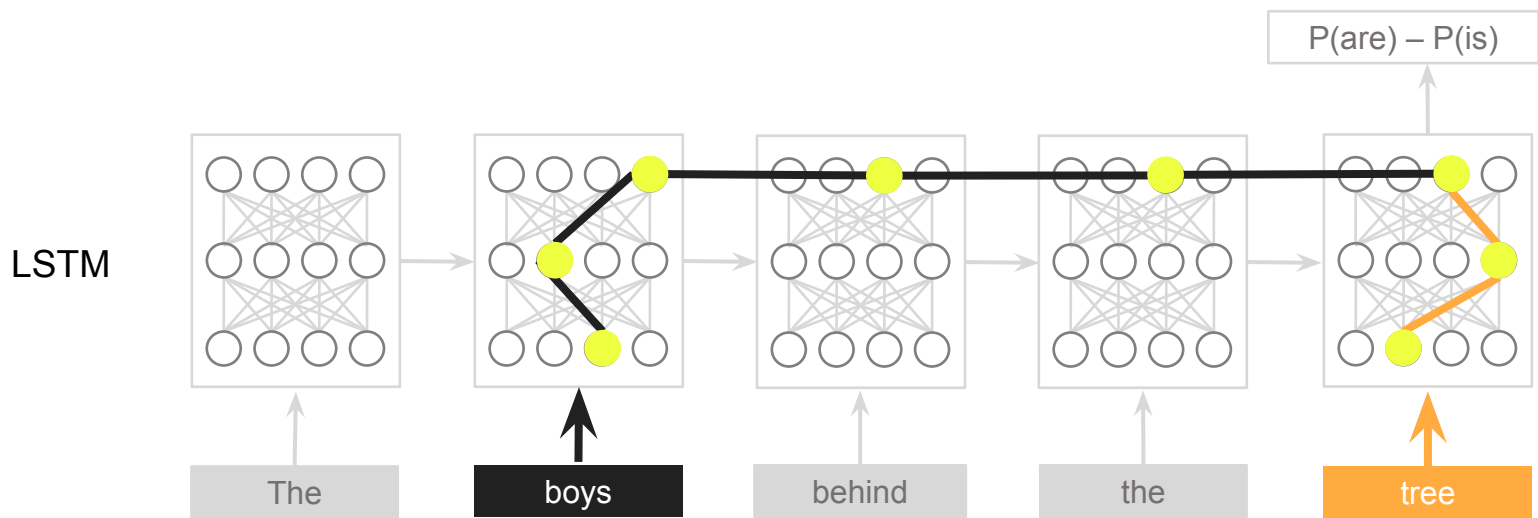 P(are) – P(is)
LSTM
The boys behind the tree